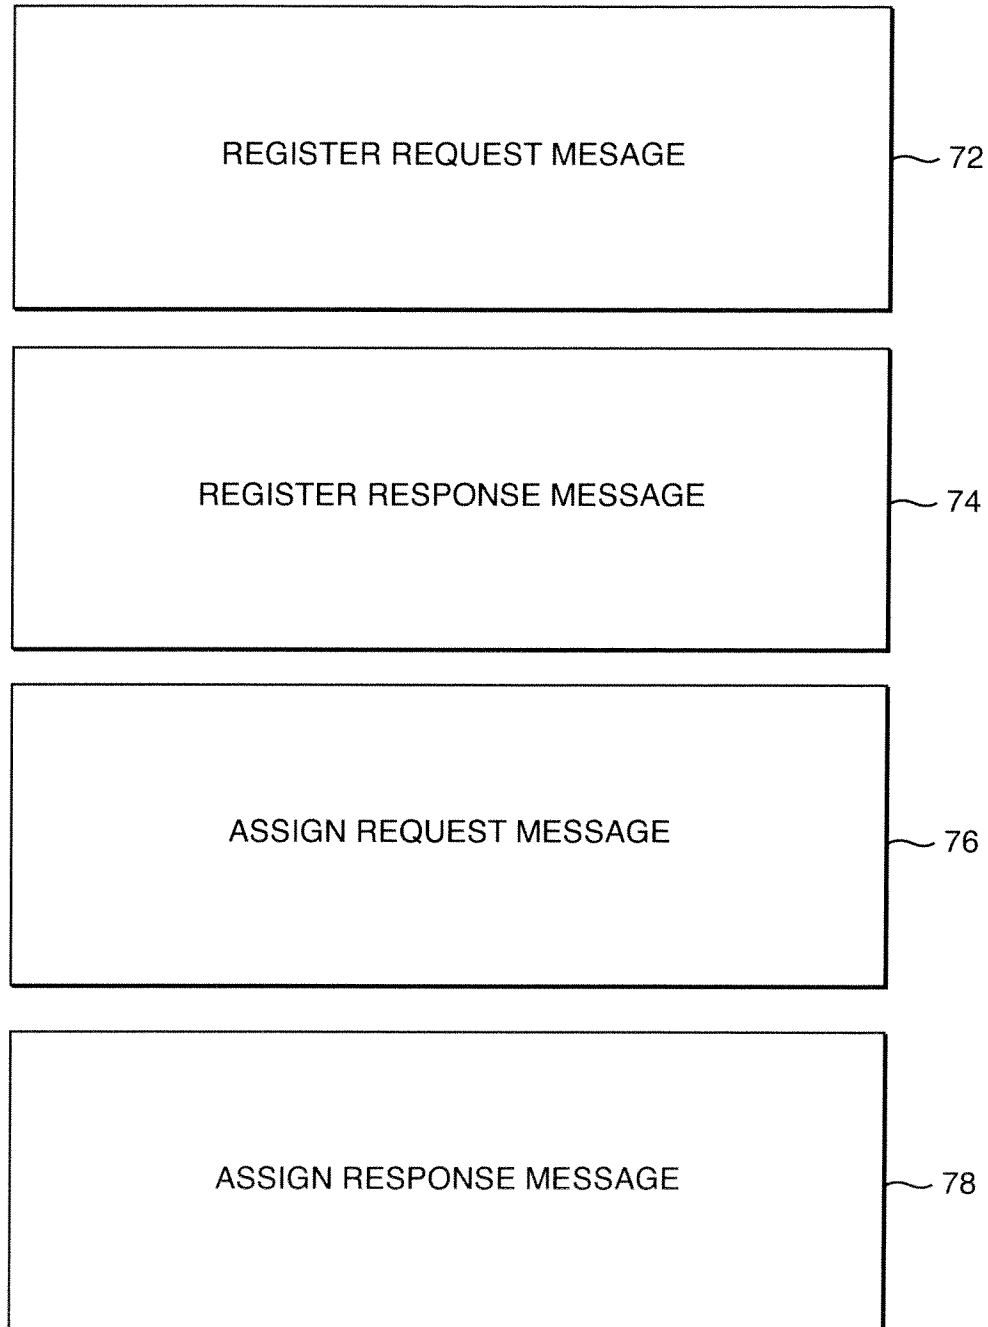 REGISTER REQUEST MESAGE
72
REGISTER RESPONSE MESSAGE
74
ASSIGN REQUEST MESSAGE
76
ASSIGN RESPONSE MESSAGE
78